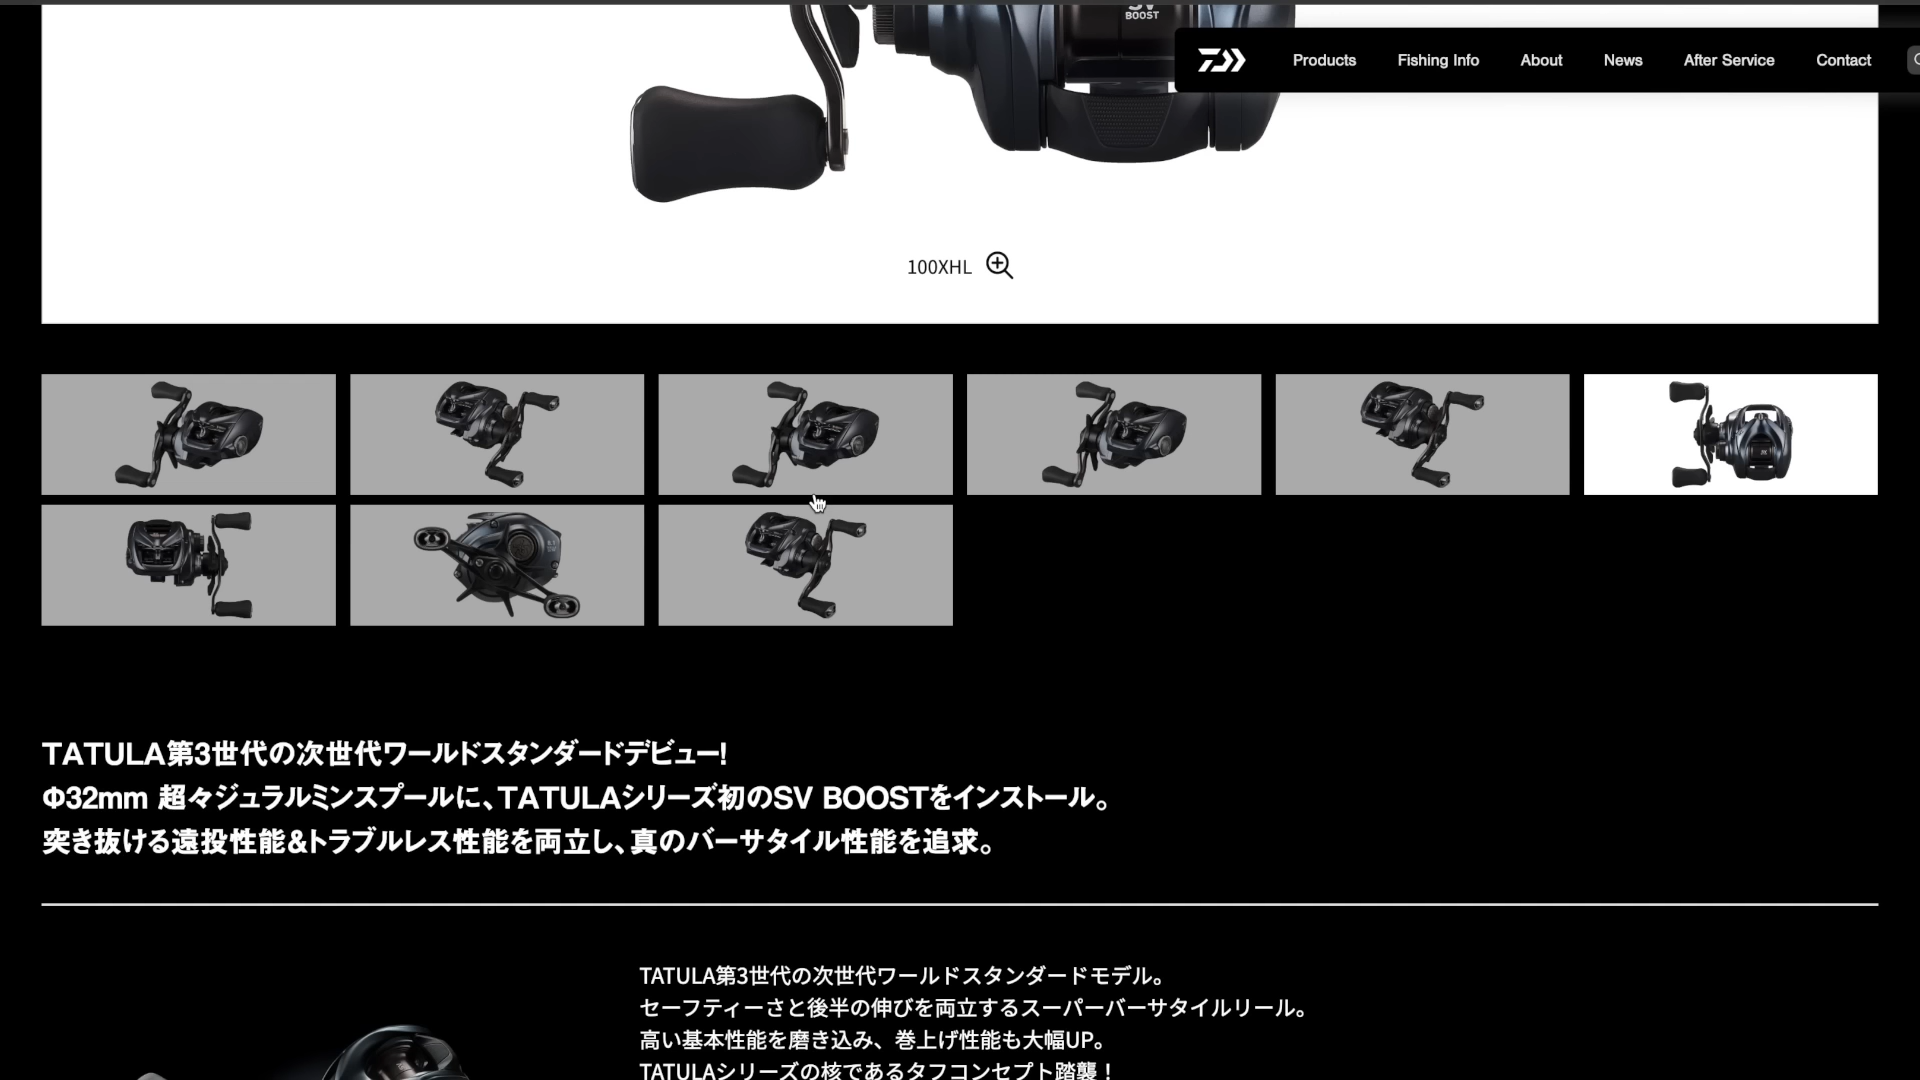 SV
BOOST
Products
Fishing Info
About
News
After Service
Contact
100XHL
TATULA第3世代の次世代ワールドスタンダードデビュー!
Φ32mm 超々ジュラルミンスプールに、TATULAシリーズ初のSV BOOSTをインストール。
突き抜ける遠投性能&トラブルレス性能を両立し、真のバーサタイル性能を追求。
TATULA第3世代の次世代ワールドスタンダードモデル。
セーフティーさと後半の伸びを両立するスーパーバーサタイルリール。
高い基本性能を磨き込み、巻上げ性能も大幅UP。
TATULAシリーズの核であるタフコンセプト踏襲！